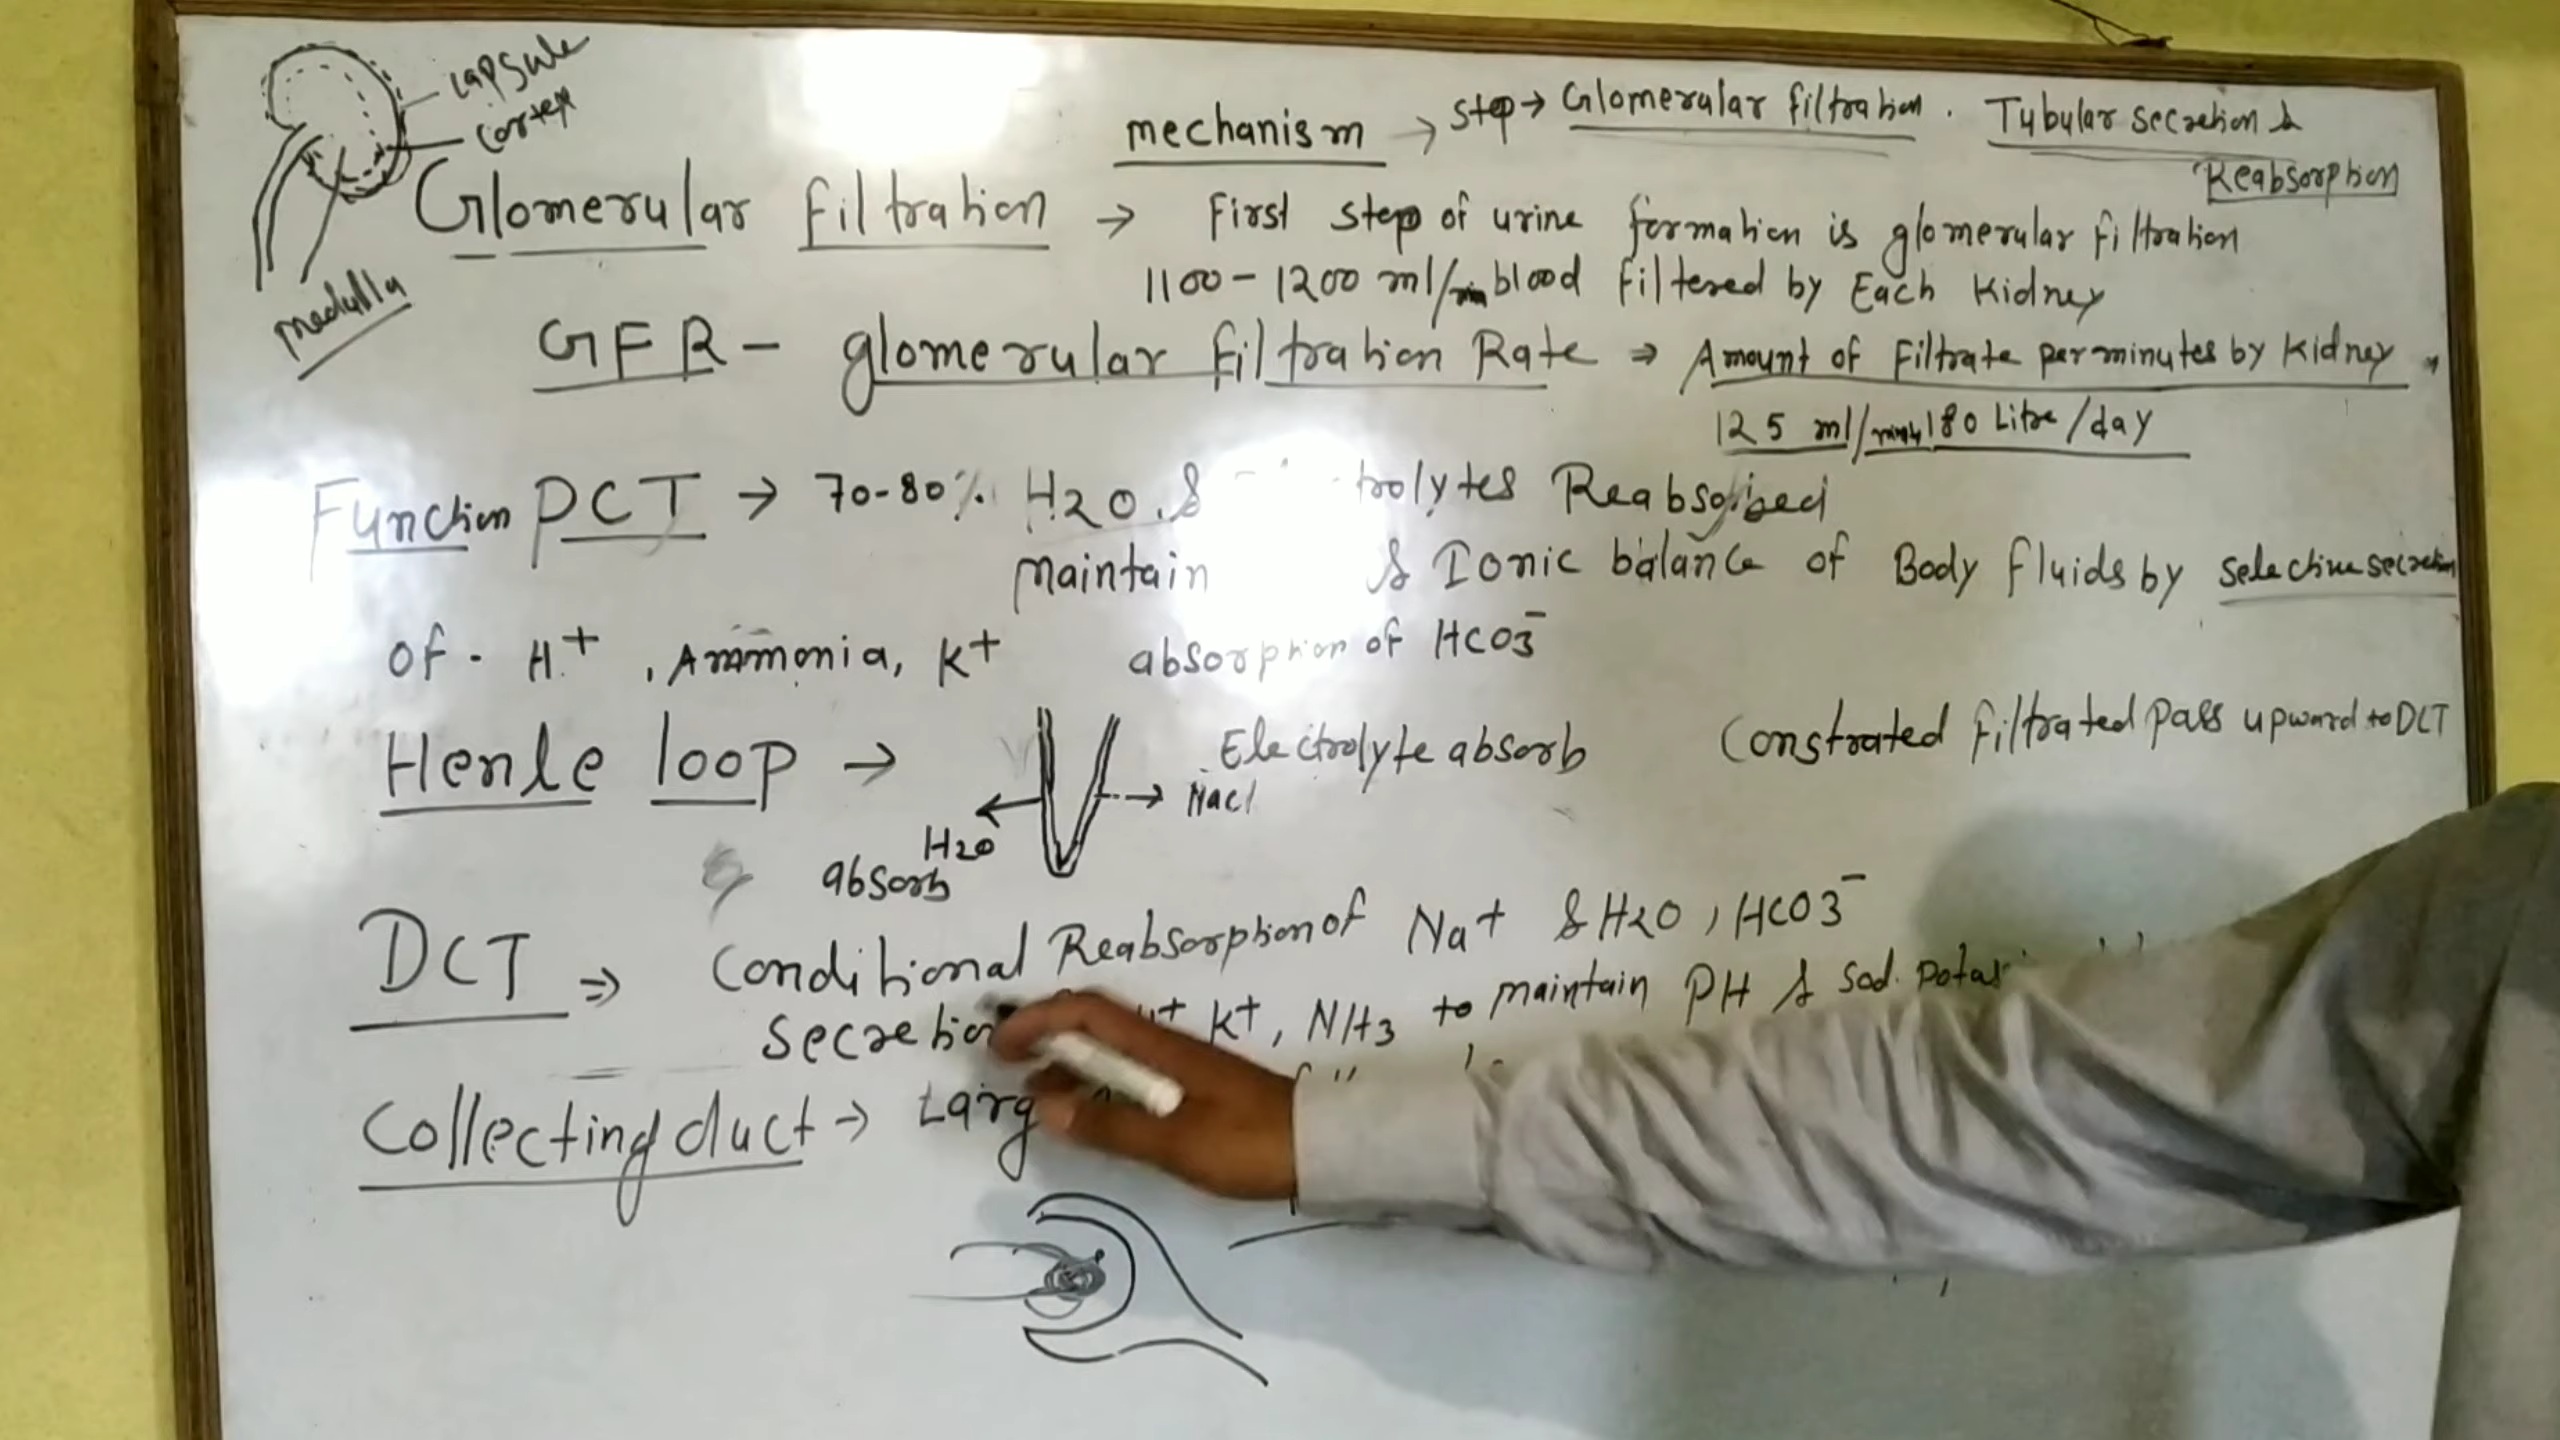 capsule
cortex
medulla
mechanism → step → Glomerular filtration. Tubular secretion &
Reabsorption
Glomerular filtration → First step of urine formation is glomerular filtration
1100-1200 ml/min blood filtered by Each Kidney
GFR - glomerular filtration Rate ⇒ Amount of Filtrate per minutes by Kidney
125 ml/ 180 Litre/day
Function PCT → 70-80% H2O & Reabsorbed
maintain & Ionic balance of Body fluids by selective secretion
of - H+, Ammonia, K+ absorption of HCO3-
Henle loop → Electrolyte absorb Constrated filtrated pass upward to DCT
NaCl
H2O
absorb
DCT ⇒ Conditional Reabsorption of Na+ & H2O, HCO3-
K+, NH3 to maintain PH & Sod.
Collecting duct →